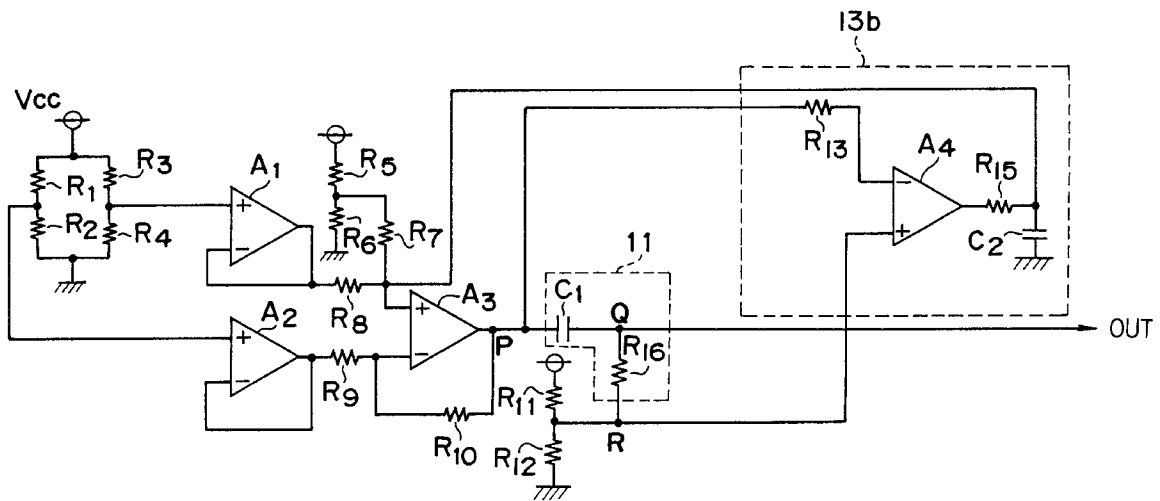 13b
Vcc
R1
R2
R3
R4
A1
R5
R6
R7
R8
A2
R9
A3
R10
P
11
C1
Q
R16
R11
R12
R
R13
A4
R15
C2
OUT
+
−
+
−
+
−
−
+